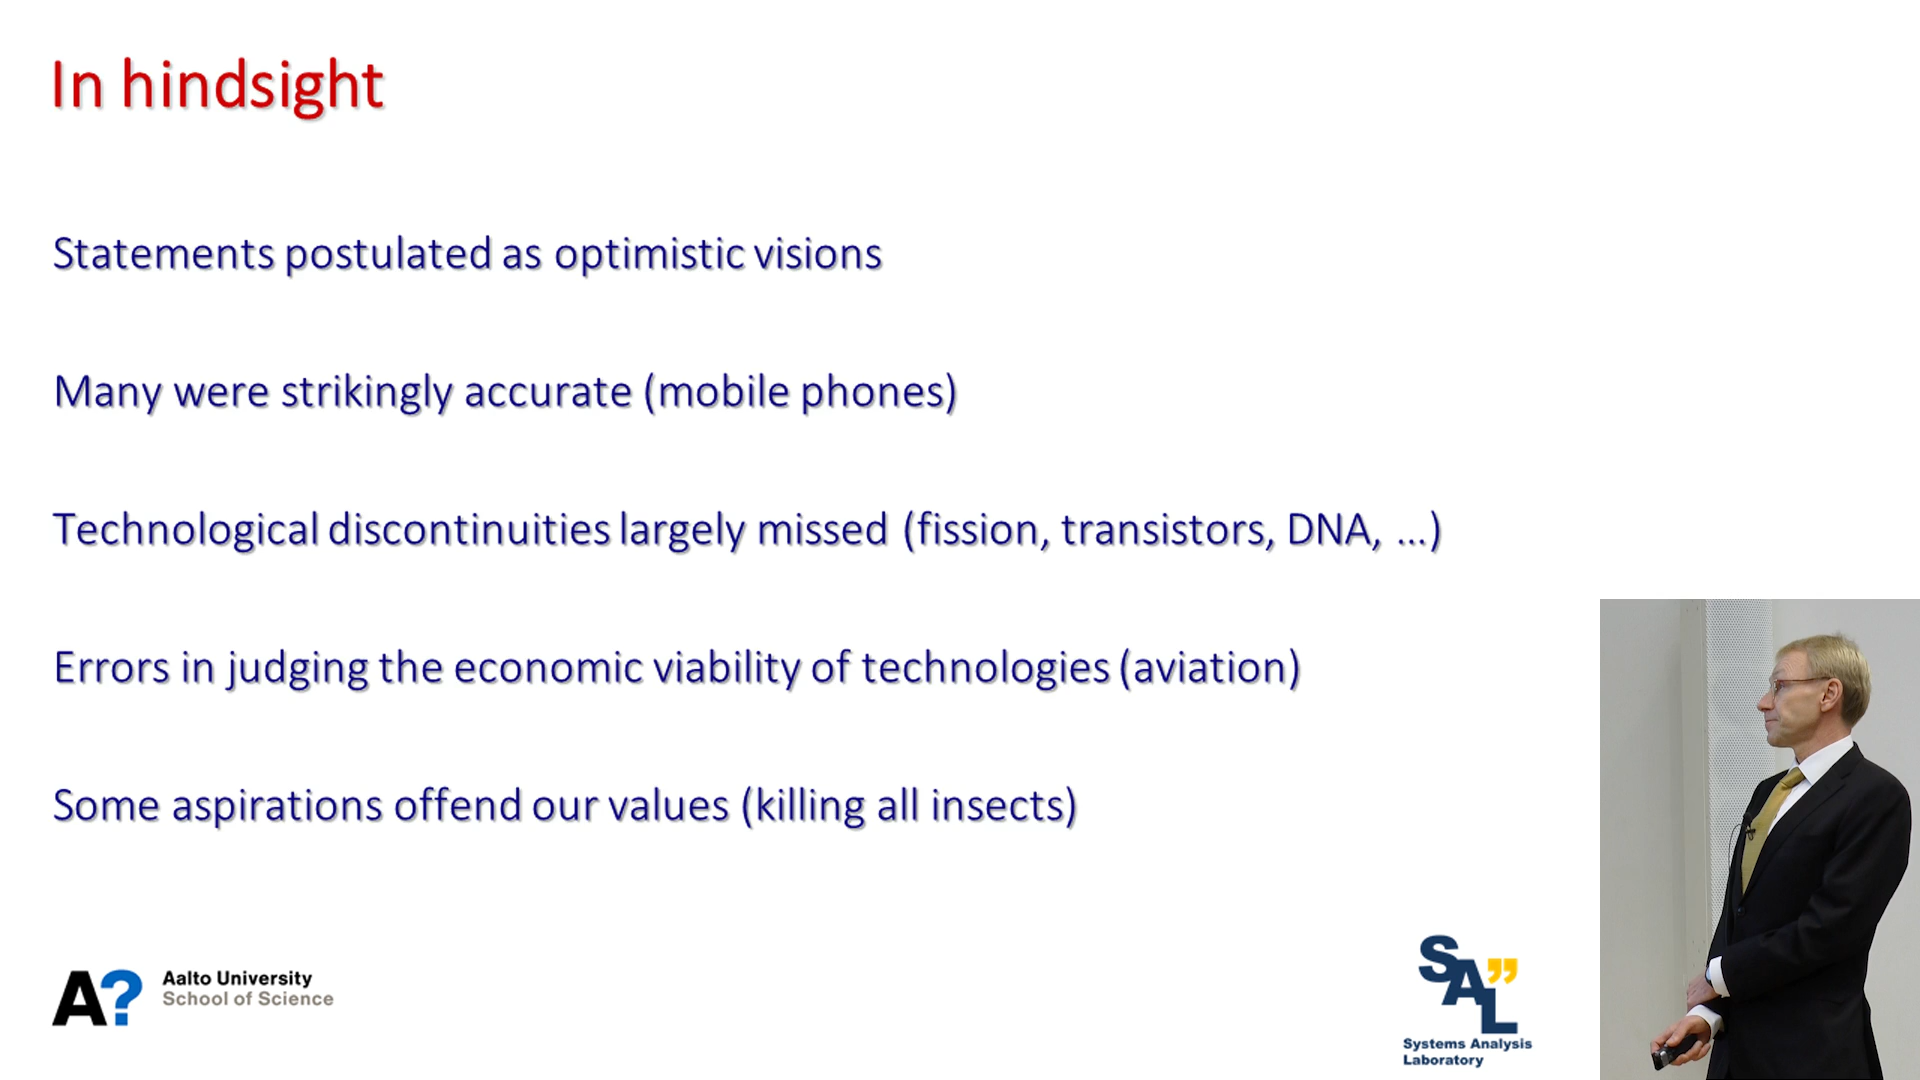 In hindsight
Statements postulated as optimistic visions
Many were strikingly accurate (mobile phones)
Technological discontinuities largely missed (fission, transistors, DNA, ...)
Errors in judging the economic viability of technologies (aviation)
Some aspirations offend our values (killing all insects)
A?
Aalto University
School of Science
SAL”
Systems Analysis
Laboratory